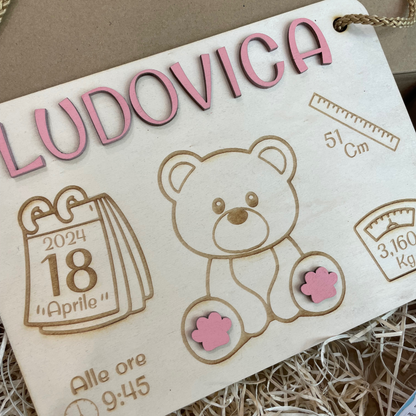 LUDOVICA
51
Cm
2024
18
"Aprile"
3,160
Kg
Alle ore
9:45